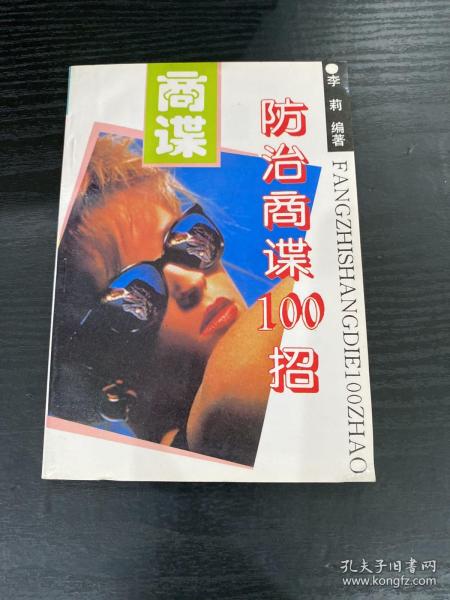 商谍
防治商谍100招
李莉 编著
FANGZHISHANGDIE100ZHAO
孔夫子旧书网
www.kongfz.com